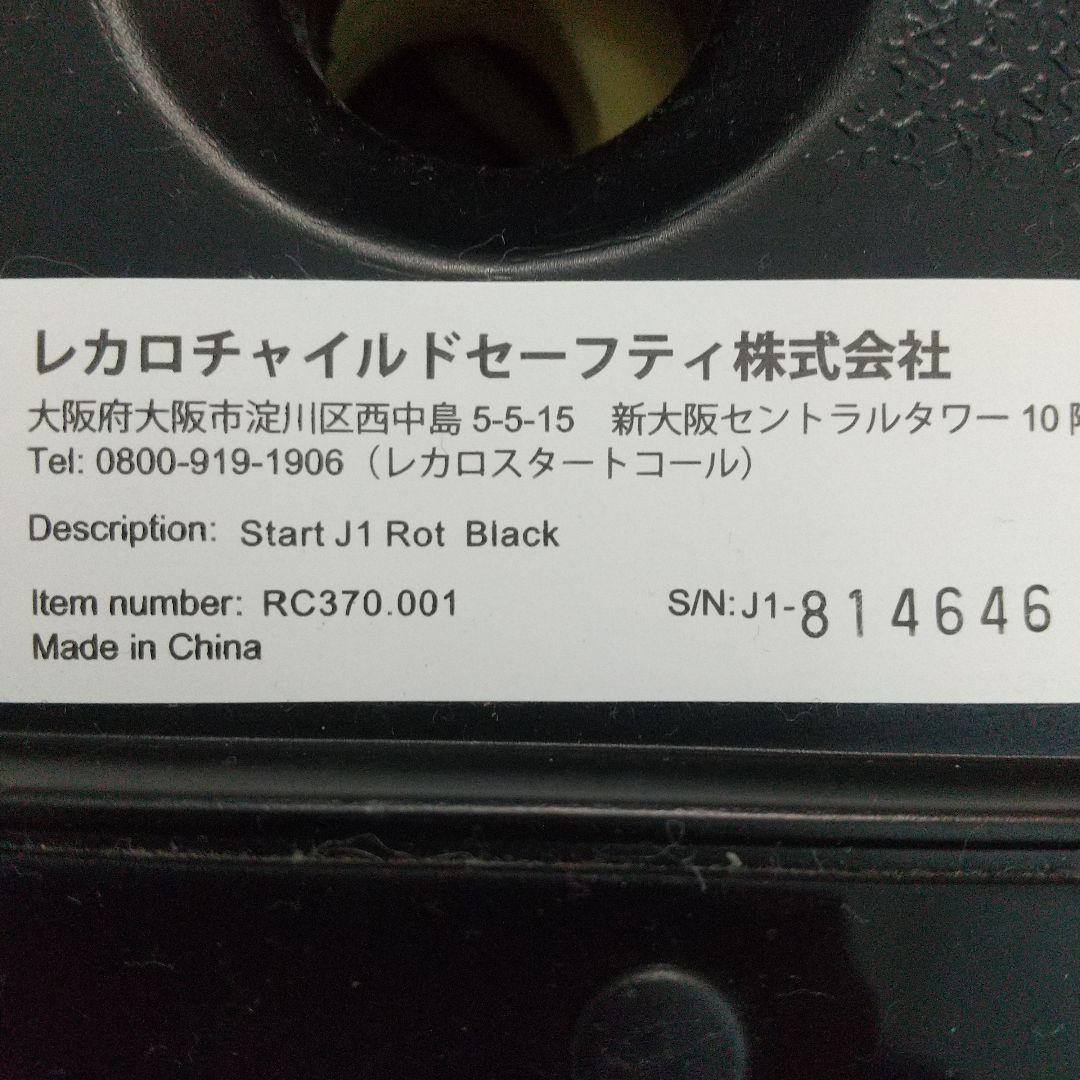 レカロチャイルドセーフティ株式会社
大阪府大阪市淀川区西中島 5-5-15　新大阪セントラルタワー 10
Tel: 0800-919-1906（レカロスタートコール）
Description: Start J1 Rot Black
Item number: RC370.001 S/N: J1-814646
Made in China